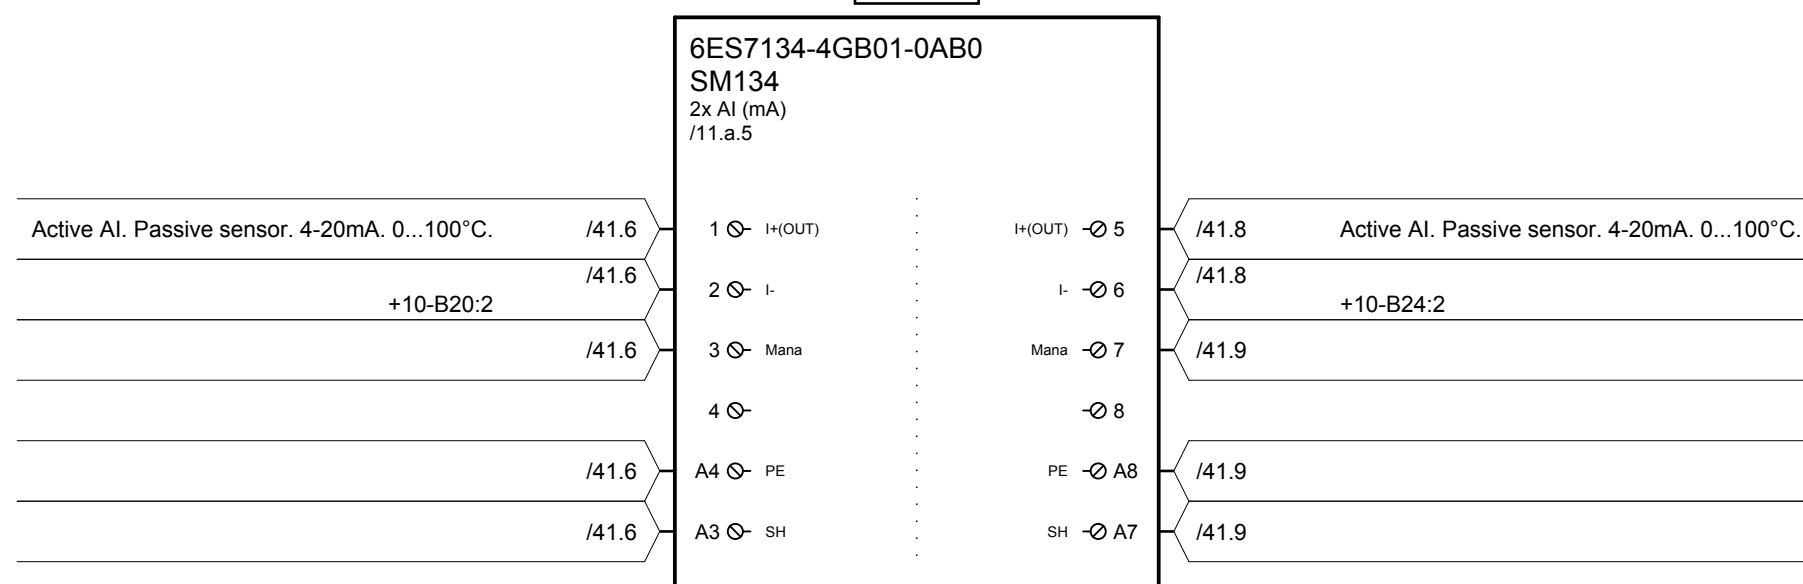 6ES7134-4GB01-0AB0
SM134
2x AI (mA)
/11.a.5
Active AI. Passive sensor. 4-20mA. 0...100°C. /41.6 1 I+(OUT) I+(OUT) 5 /41.8 Active AI. Passive sensor. 4-20mA. 0...100°C.
/41.6 2 I- I- 6 /41.8
+10-B20:2 +10-B24:2
/41.6 3 Mana Mana 7 /41.9
4 8
/41.6 A4 PE PE A8 /41.9
/41.6 A3 SH SH A7 /41.9